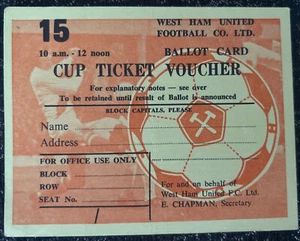 15
WEST HAM UNITED
FOOTBALL CO. LTD.
10 a.m. - 12 noon
BALLOT CARD
CUP TICKET VOUCHER
For explanatory notes — see over
To be retained until result of Ballot is announced
BLOCK CAPITALS, PLEASE
Name
Address
FOR OFFICE USE ONLY
BLOCK
ROW
SEAT No.
For and on behalf of
West Ham United F.C. Ltd.
E. CHAPMAN, Secretary